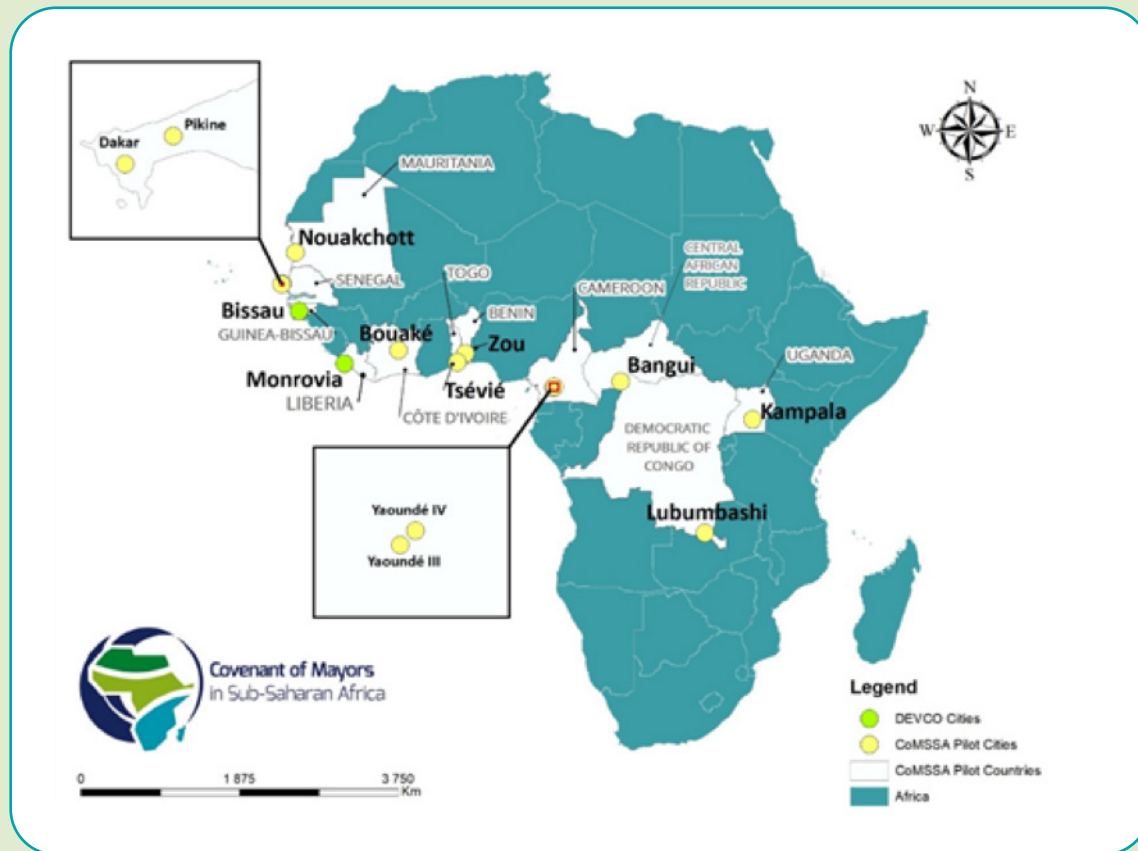 Dakar
Pikine
N
W
E
S
MAURITANIA
Nouakchott
CENTRAL
AFRICAN
REPUBLIC
SENEGAL
TOGO
CAMEROON
Bissau
GUINEA-BISSAU
BENIN
Bouaké
Zou
UGANDA
Bangui
Monrovia
LIBERIA
Tsévié
CÔTE D'IVOIRE
Kampala
DEMOCRATIC
REPUBLIC OF
CONGO
Lubumbashi
Yaoundé IV
Yaoundé III
Covenant of Mayors
in Sub-Saharan Africa
0 1 875 3 750
Km
Legend
DEVCO Cities
CoMSSA Pilot Cities
CoMSSA Pilot Countries
Africa